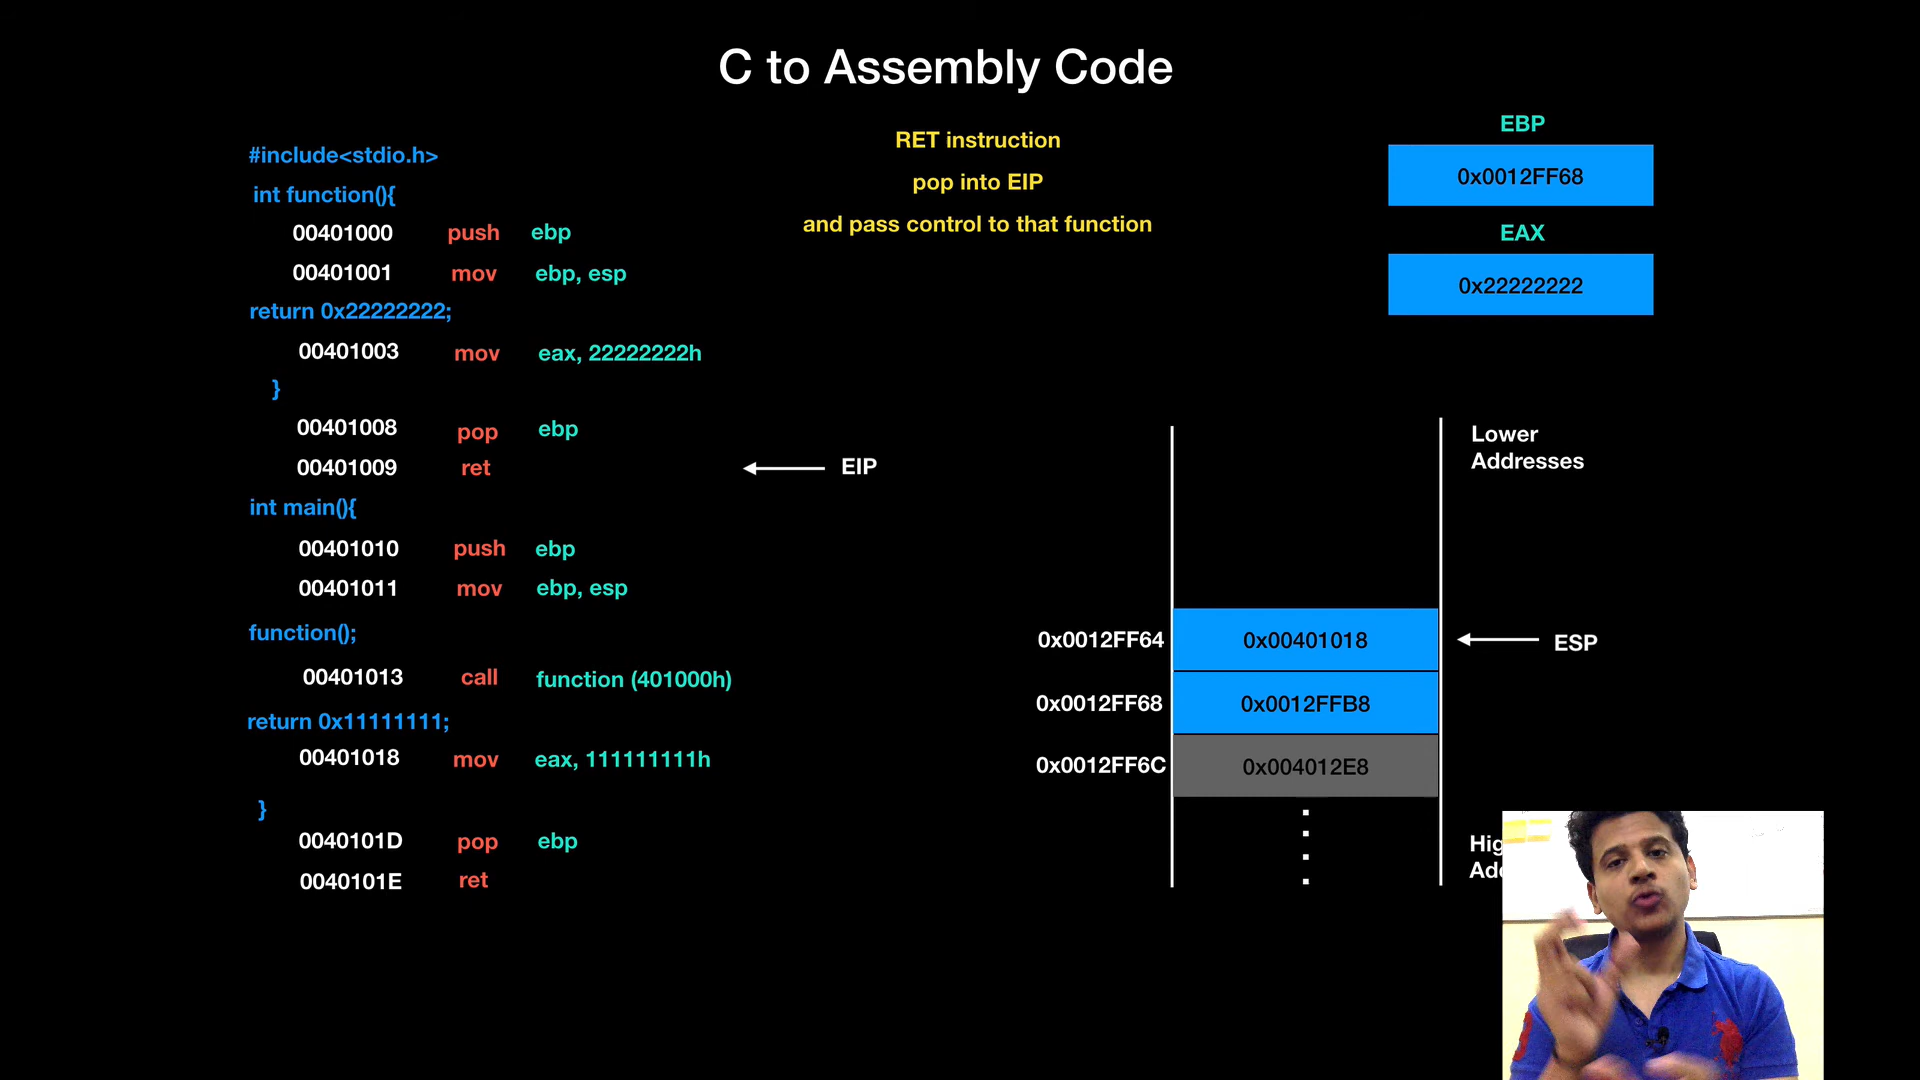 C to Assembly Code
#include<stdio.h>
int function(){
00401000 push ebp
00401001 mov ebp, esp
return 0x22222222;
00401003 mov eax, 22222222h
}
00401008 pop ebp
00401009 ret
EIP
int main(){
00401010 push ebp
00401011 mov ebp, esp
function();
00401013 call function (401000h)
return 0x11111111;
00401018 mov eax, 111111111h
}
0040101D pop ebp
0040101E ret
RET instruction
pop into EIP
and pass control to that function
EBP
0x0012FF68
EAX
0x22222222
Lower
Addresses
0x0012FF64 0x00401018
ESP
0x0012FF68 0x0012FFB8
0x0012FF6C 0x004012E8